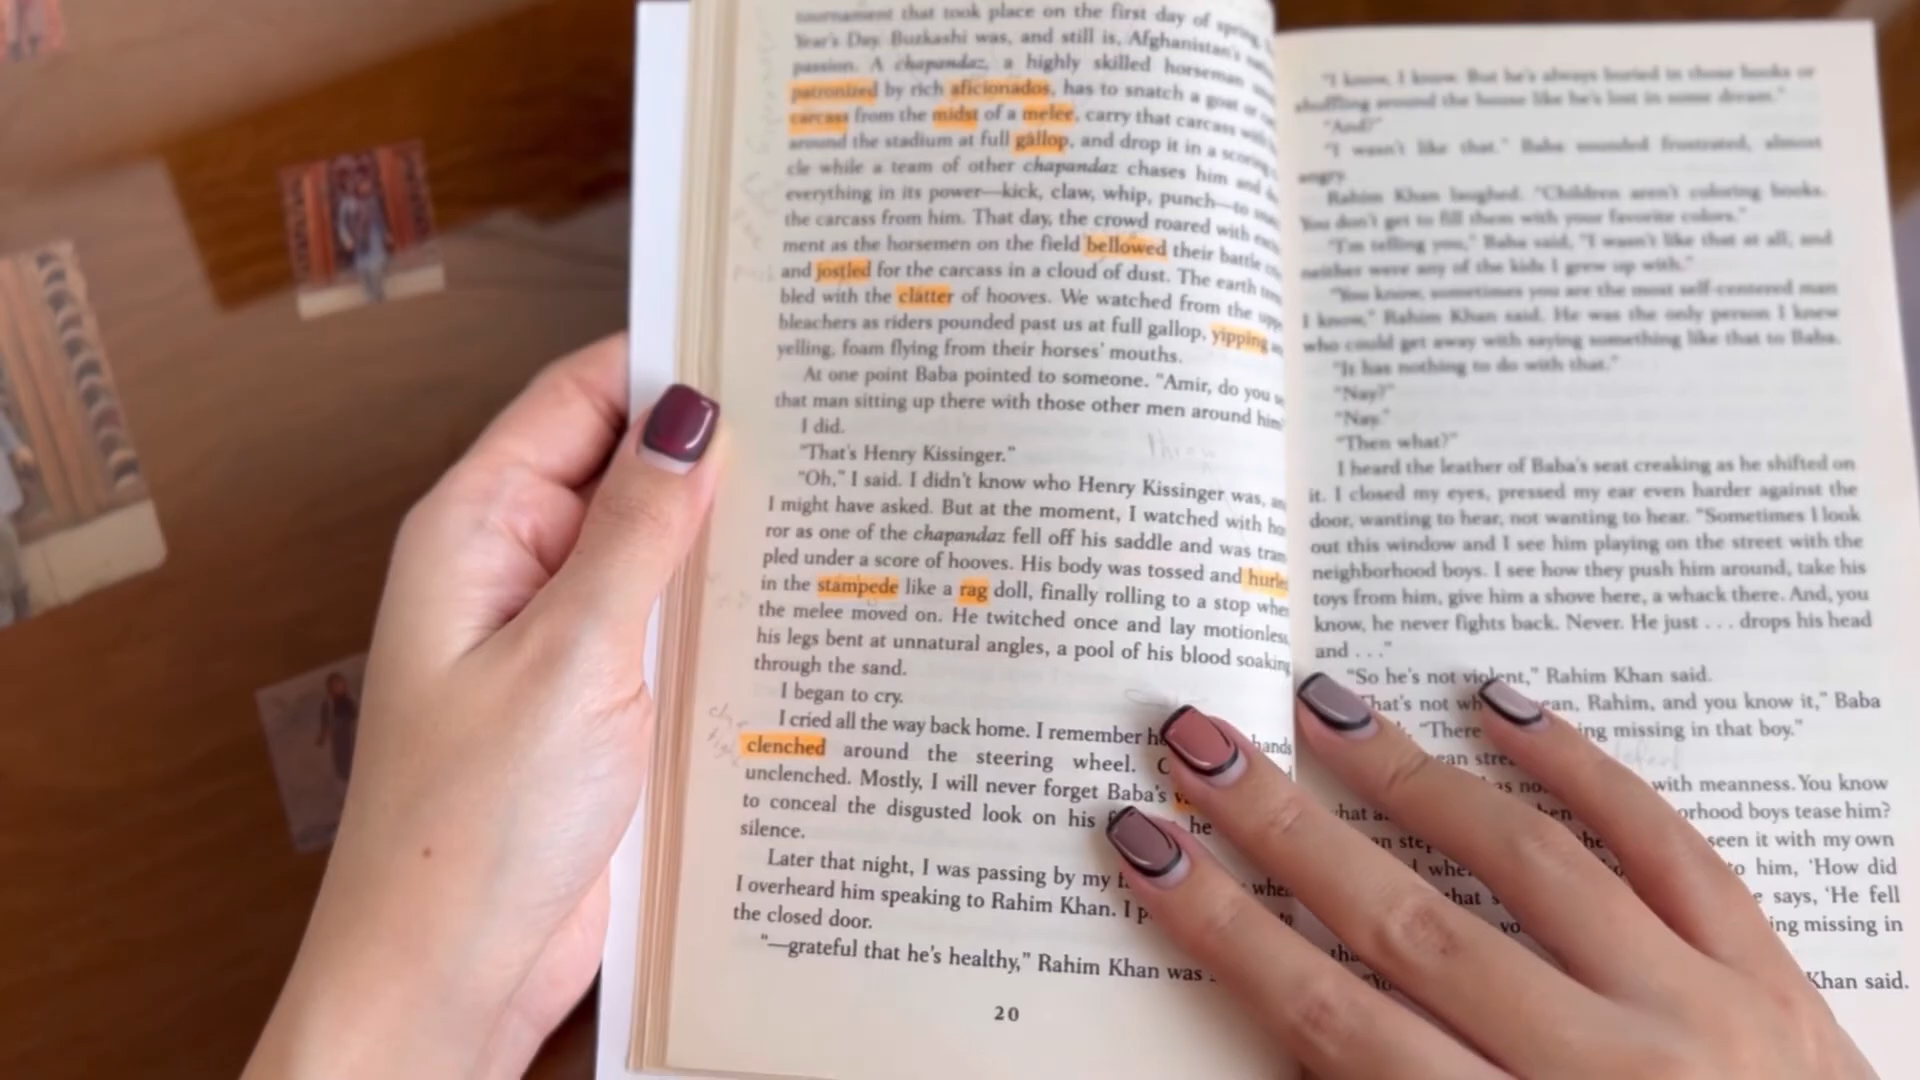 tournament that took place on the first day of spring,
Year's Day. Buzkashi was, and still is, Afghanistan's
passion. A chapandaz, a highly skilled horseman
patronized by rich aficionados, has to snatch a goat or
carcass from the midst of a melee, carry that carcass with
around the stadium at full gallop, and drop it in a scoring
cle while a team of other chapandaz chases him and
everything in its power—kick, claw, whip, punch—to
the carcass from him. That day, the crowd roared with
ment as the horsemen on the field bellowed their battle
and jostled for the carcass in a cloud of dust. The earth
bled with the clatter of hooves. We watched from the
bleachers as riders pounded past us at full gallop, yipping
yelling, foam flying from their horses' mouths.
At one point Baba pointed to someone. "Amir, do you
that man sitting up there with those other men around him
I did.
"That's Henry Kissinger."
"Oh," I said. I didn't know who Henry Kissinger was,
I might have asked. But at the moment, I watched with
ror as one of the chapandaz fell off his saddle and was tram
pled under a score of hooves. His body was tossed and
in the stampede like a rag doll, finally rolling to a stop
the melee moved on. He twitched once and lay motionless,
his legs bent at unnatural angles, a pool of his blood soaking
through the sand.
I began to cry.
I cried all the way back home. I remember hands
clenched around the steering wheel.
unclenched. Mostly, I will never forget Baba's
to conceal the disgusted look on his he
silence.
Later that night, I was passing by my
I overheard him speaking to Rahim Khan. I
the closed door.
"—grateful that he's healthy," Rahim Khan was
20
"I know, I know. But he's always buried in those books or
shuffling around the house like he's lost in some dream."
"And?"
"I wasn't like that." Baba sounded frustrated, almost
angry.
Rahim Khan laughed. "Children aren't coloring books.
You don't get to fill them with your favorite colors."
"I'm telling you," Baba said, "I wasn't like that at all, and
neither were any of the kids I grew up with."
"You know, sometimes you are the most self-centered man
I know," Rahim Khan said. He was the only person I knew
who could get away with saying something like that to Baba.
"It has nothing to do with that."
"Nay?"
"Nay."
"Then what?"
I heard the leather of Baba's seat creaking as he shifted on
it. I closed my eyes, pressed my ear even harder against the
door, wanting to hear, not wanting to hear. "Sometimes I look
out this window and I see him playing on the street with the
neighborhood boys. I see how they push him around, take his
toys from him, give him a shove here, a whack there. And, you
know, he never fights back. Never. He just . . . drops his head
and . . ."
"So he's not violent," Rahim Khan said.
That's not Rahim, and you know it," Baba
"There missing in that boy."
with meanness. You know
boys tease him?
seen it with my own
to him, 'How did
says, 'He fell
missing in
Khan said.